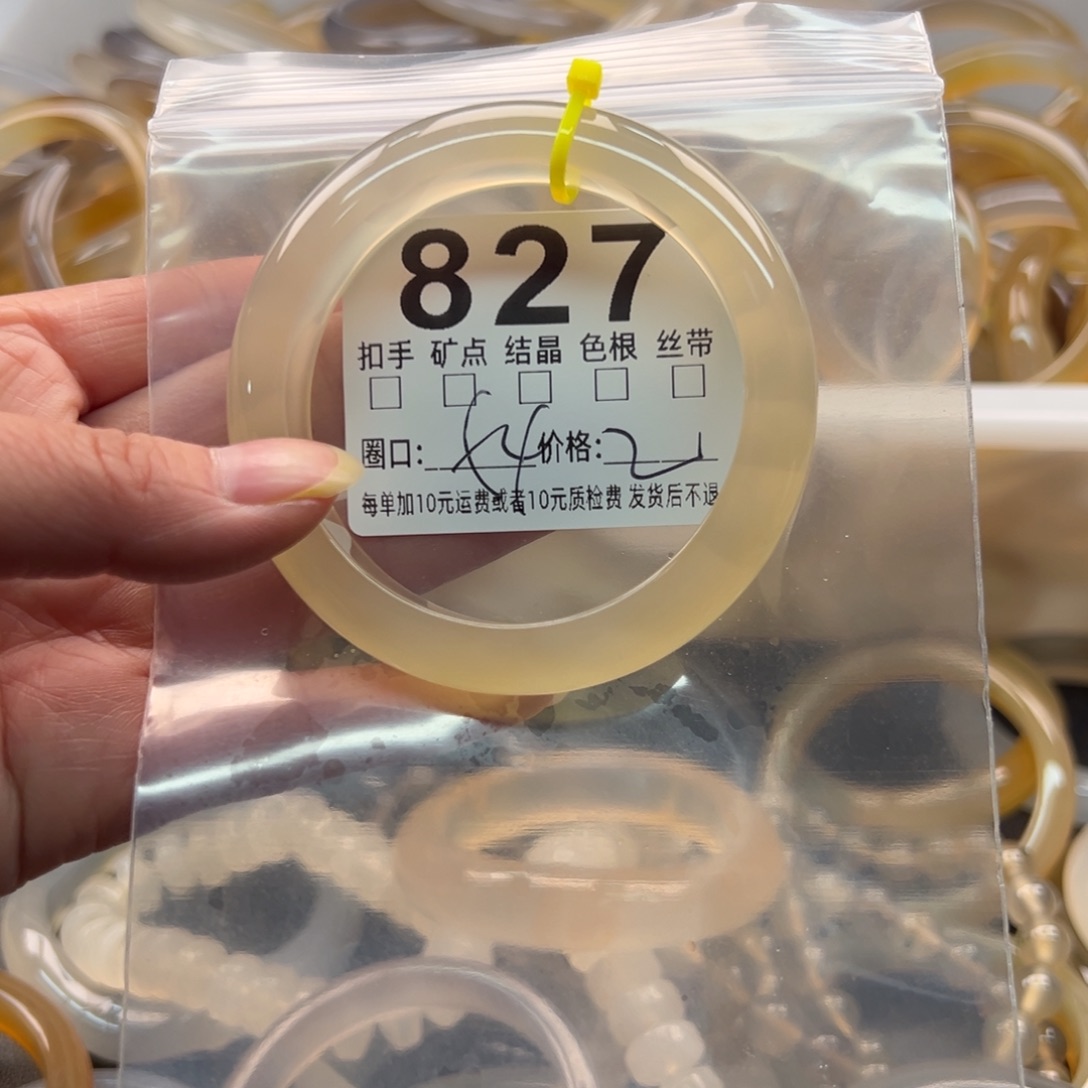 827
扣手 矿点 结晶 色根 丝带
圈口: 价格:21
每单加10元运费或者10元质检费 发货后不退